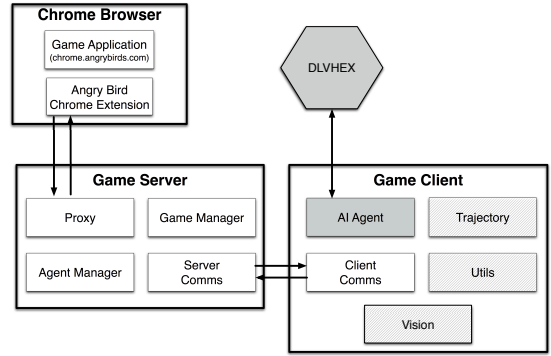 Chrome Browser
Game Application
(chrome.angrybirds.com)
Angry Bird
Chrome Extension
DLVHEX
Game Server
Proxy
Game Manager
Agent Manager
Server
Comms
Game Client
AI Agent
Trajectory
Client
Comms
Utils
Vision